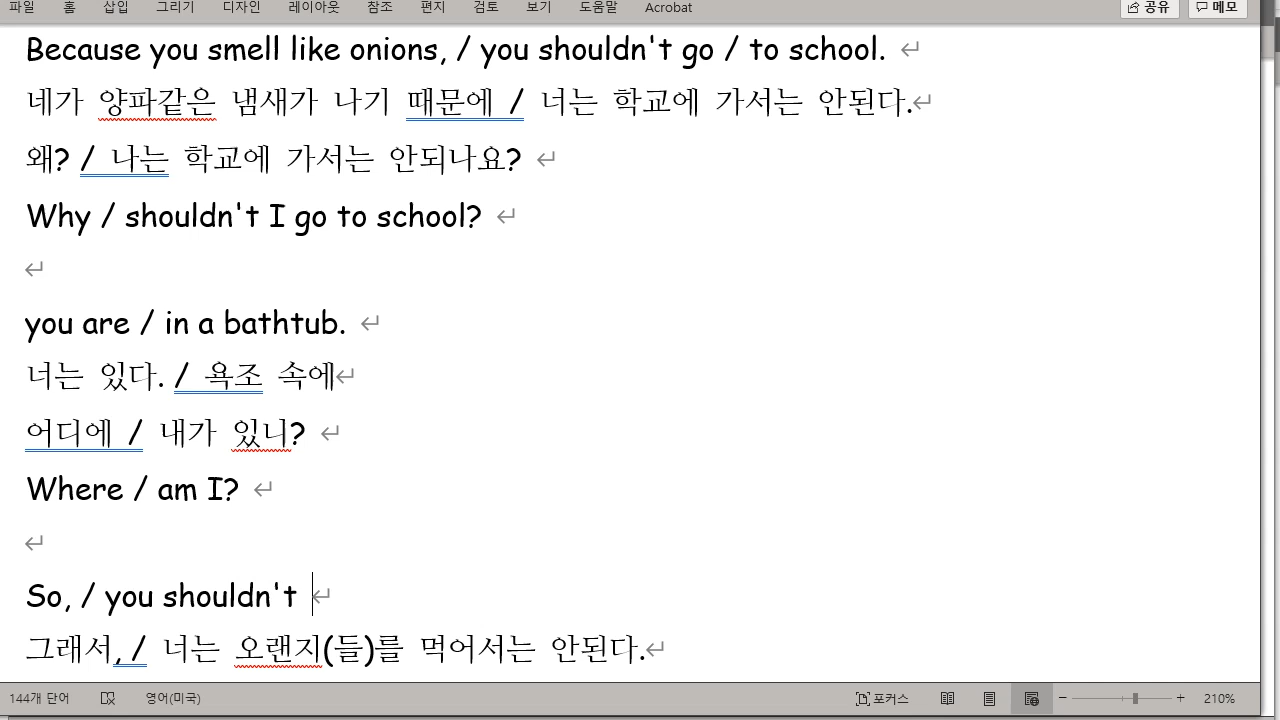 파일 홈 삽입 그리기 디자인 레이아웃 참조 편지 검토 보기 도움말 Acrobat 공유 메모
Because you smell like onions, / you shouldn't go / to school.
네가 양파같은 냄새가 나기 때문에 / 너는 학교에 가서는 안된다.
왜? / 나는 학교에 가서는 안되나요?
Why / shouldn't I go to school?
you are / in a bathtub.
너는 있다. / 욕조 속에
어디에 / 내가 있니?
Where / am I?
So, / you shouldn't
그래서, / 너는 오랜지(들)를 먹어서는 안된다.
144개 단어 영어(미국) 포커스 210%